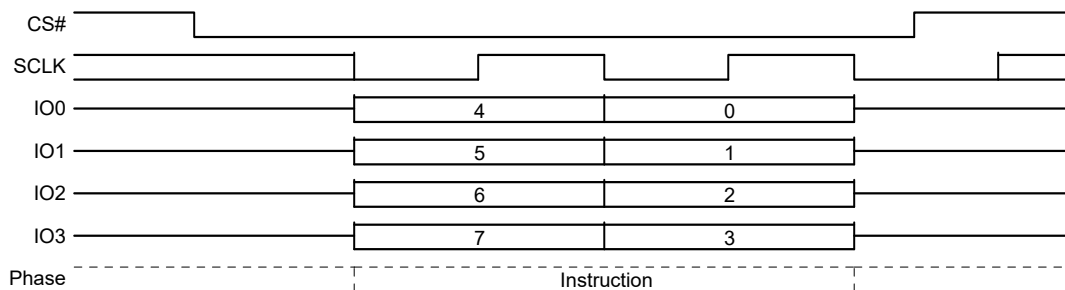 CS#
SCLK
IO0 4 0
IO1 5 1
IO2 6 2
IO3 7 3
Phase Instruction